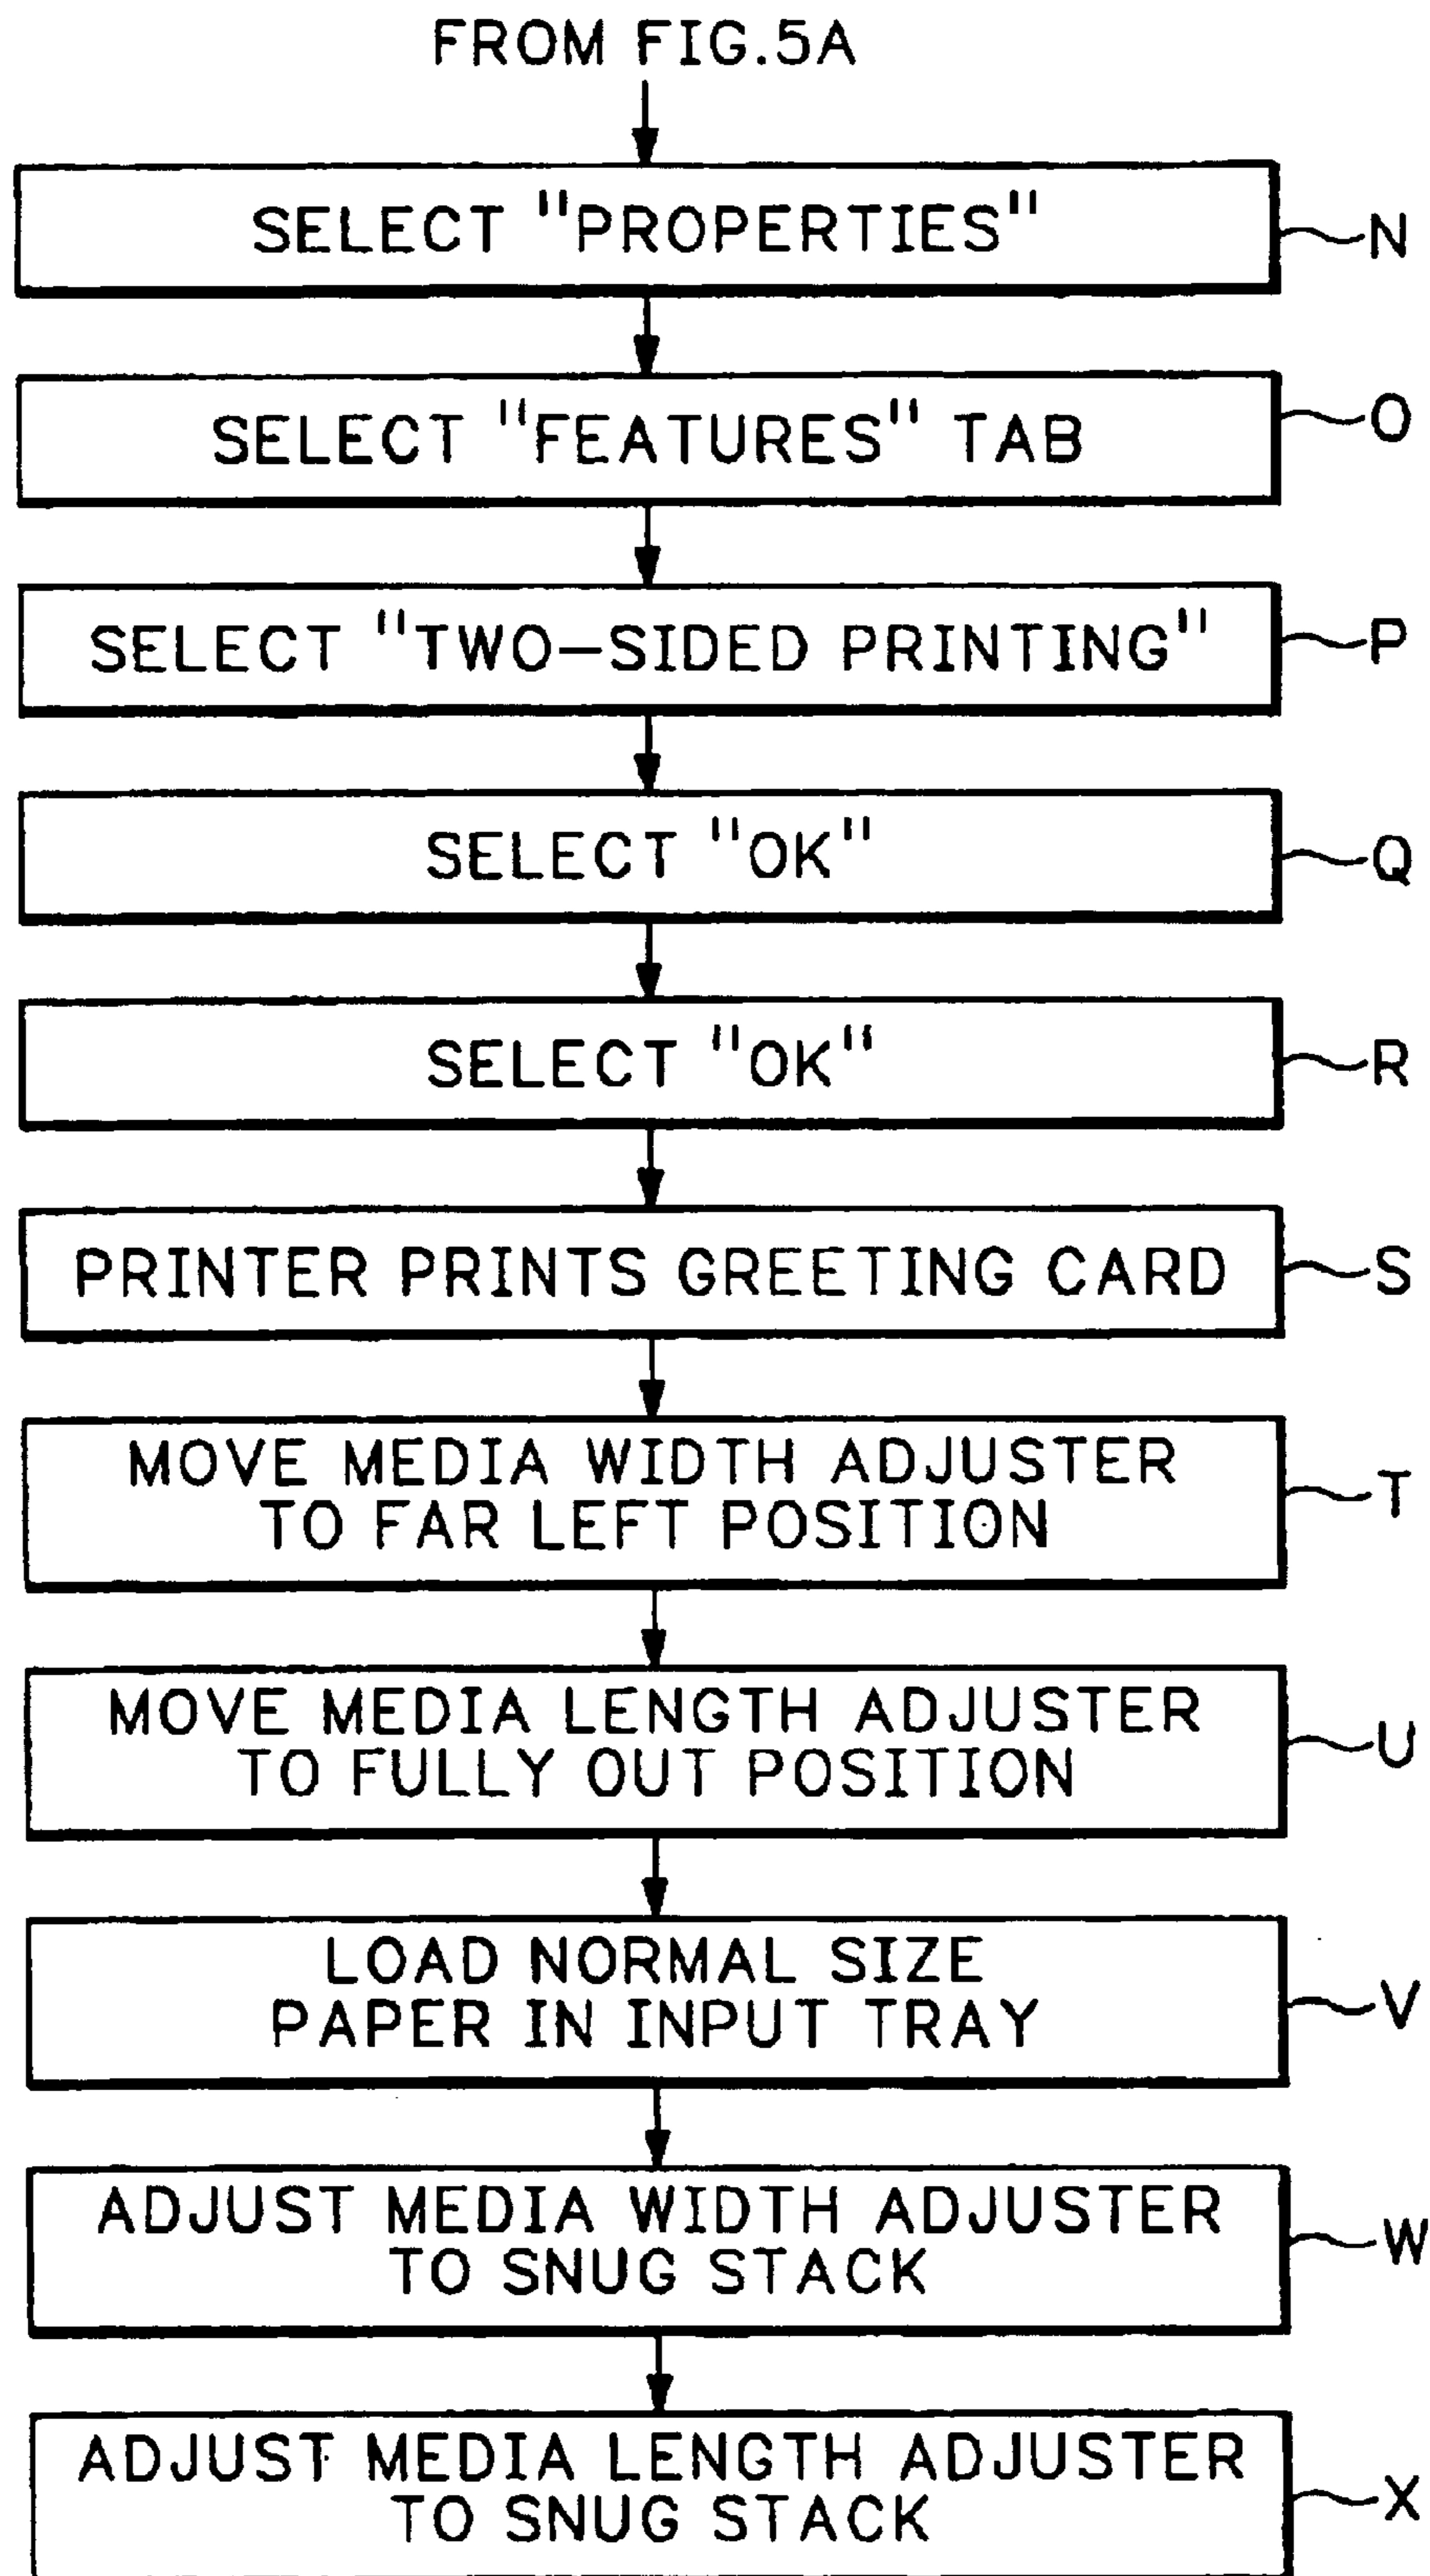 FROM FIG.5A
SELECT "PROPERTIES"
N
SELECT "FEATURES" TAB
O
SELECT "TWO-SIDED PRINTING"
P
SELECT "OK"
Q
SELECT "OK"
R
PRINTER PRINTS GREETING CARD
S
MOVE MEDIA WIDTH ADJUSTER
TO FAR LEFT POSITION
T
MOVE MEDIA LENGTH ADJUSTER
TO FULLY OUT POSITION
U
LOAD NORMAL SIZE
PAPER IN INPUT TRAY
V
ADJUST MEDIA WIDTH ADJUSTER
TO SNUG STACK
W
ADJUST MEDIA LENGTH ADJUSTER
TO SNUG STACK
X